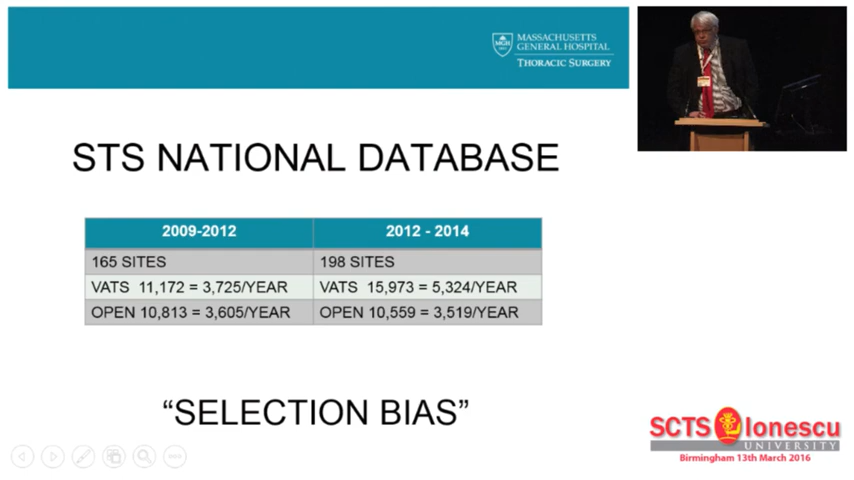 MASSACHUSETTS
GENERAL HOSPITAL
THORACIC SURGERY
STS NATIONAL DATABASE
2009-2012
2012 - 2014
165 SITES
198 SITES
VATS 11,172 = 3,725/YEAR
VATS 15,973 = 5,324/YEAR
OPEN 10,813 = 3,605/YEAR
OPEN 10,559 = 3,519/YEAR
“SELECTION BIAS”
SCTS Ionescu
UNIVERSITY
Birmingham 13th March 2016